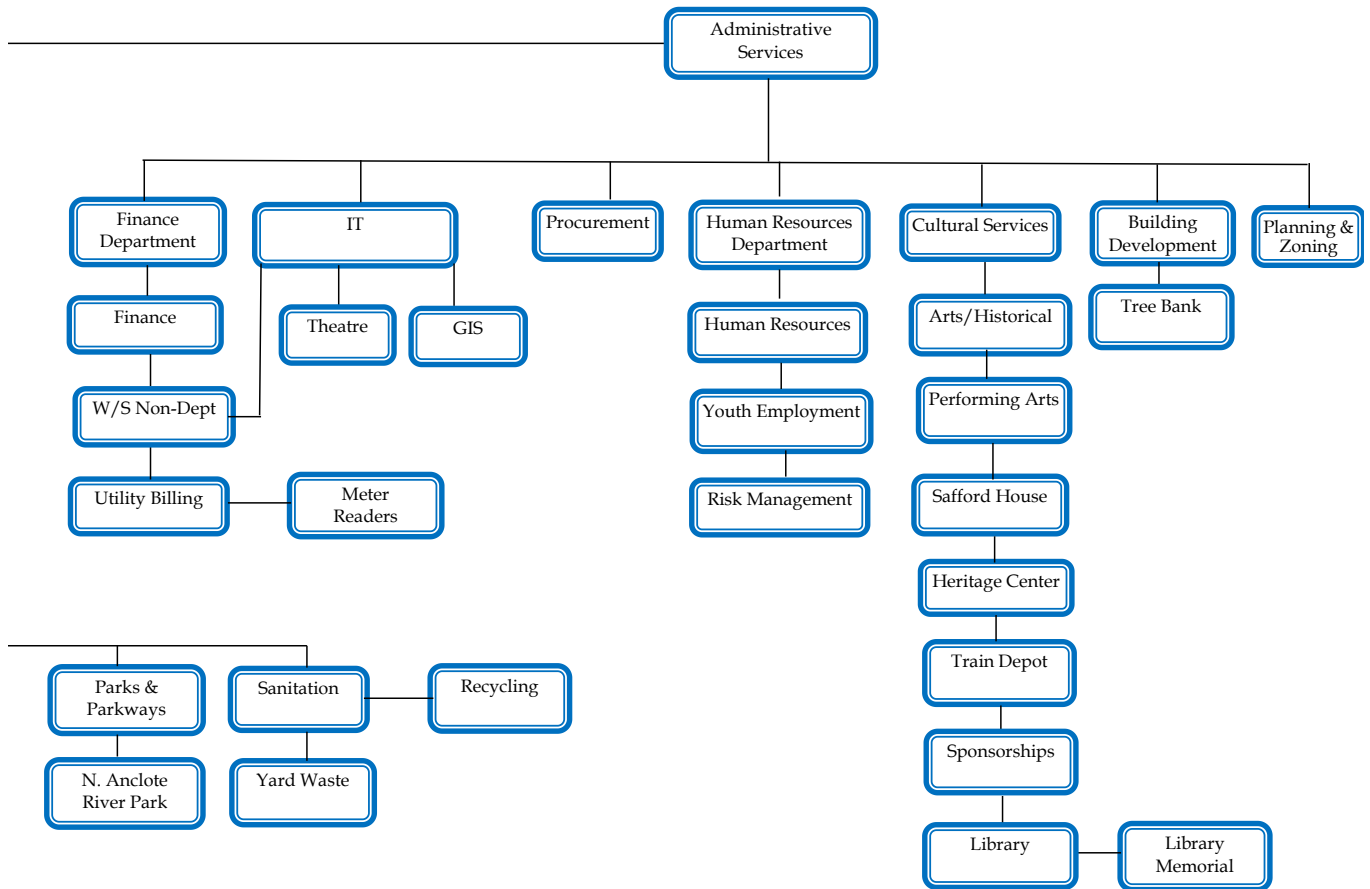 Administrative
Services
Finance
Department
IT
Procurement
Human Resources
Department
Cultural Services
Building
Development
Planning &
Zoning
Finance
Theatre
GIS
Human Resources
Arts/Historical
Tree Bank
W/S Non-Dept
Youth Employment
Performing Arts
Utility Billing
Meter
Readers
Risk Management
Safford House
Heritage Center
Parks &
Parkways
Sanitation
Recycling
Train Depot
N. Anclote
River Park
Yard Waste
Sponsorships
Library
Library
Memorial